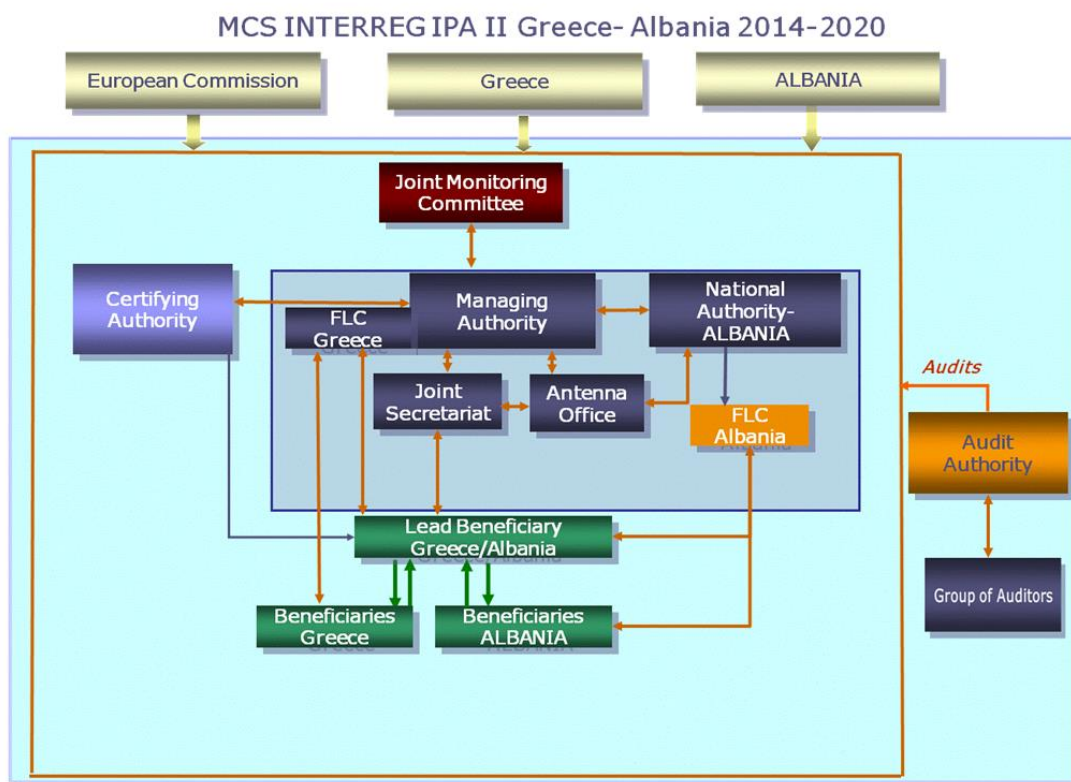 MCS INTERREG IPA II Greece- Albania 2014-2020
European Commission
Greece
ALBANIA
Joint Monitoring
Committee
Certifying
Authority
FLC
Greece
Managing
Authority
National
Authority-
ALBANIA
Joint
Secretariat
Antenna
Office
FLC
Albania
Audits
Audit
Authority
Lead Beneficiary
Greece/Albania
Group of Auditors
Beneficiaries
Greece
Beneficiaries
ALBANIA